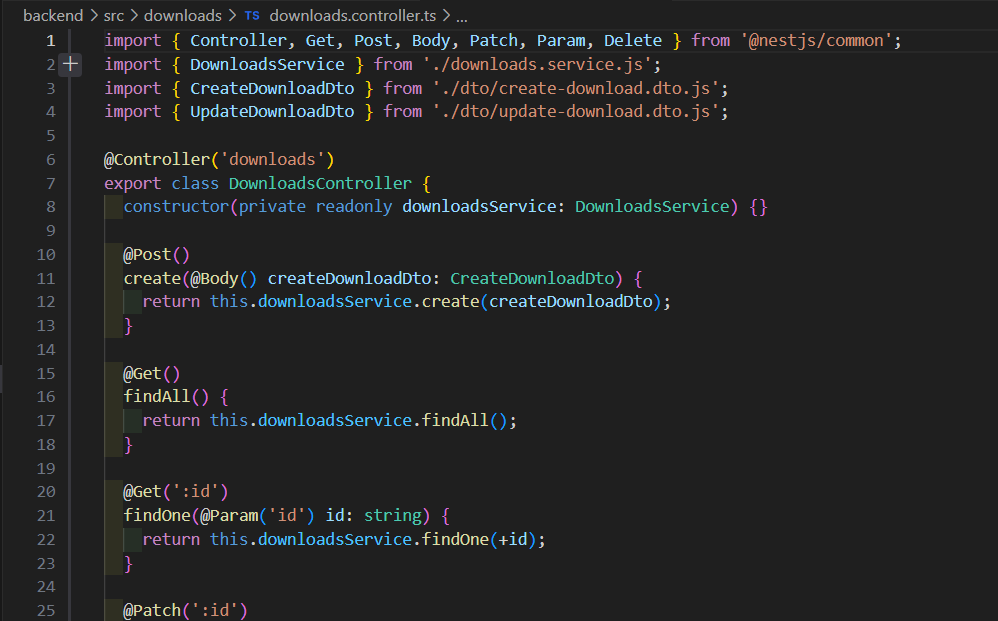 backend > src > downloads > TS downloads.controller.ts > ...
1 import { Controller, Get, Post, Body, Patch, Param, Delete } from '@nestjs/common';
2 import { DownloadsService } from './downloads.service.js';
3 import { CreateDownloadDto } from './dto/create-download.dto.js';
4 import { UpdateDownloadDto } from './dto/update-download.dto.js';
5
6 @Controller('downloads')
7 export class DownloadsController {
8   constructor(private readonly downloadsService: DownloadsService) {}
9
10   @Post()
11   create(@Body() createDownloadDto: CreateDownloadDto) {
12     return this.downloadsService.create(createDownloadDto);
13   }
14
15   @Get()
16   findAll() {
17     return this.downloadsService.findAll();
18   }
19
20   @Get(':id')
21   findOne(@Param('id') id: string) {
22     return this.downloadsService.findOne(+id);
23   }
24
25   @Patch(':id')